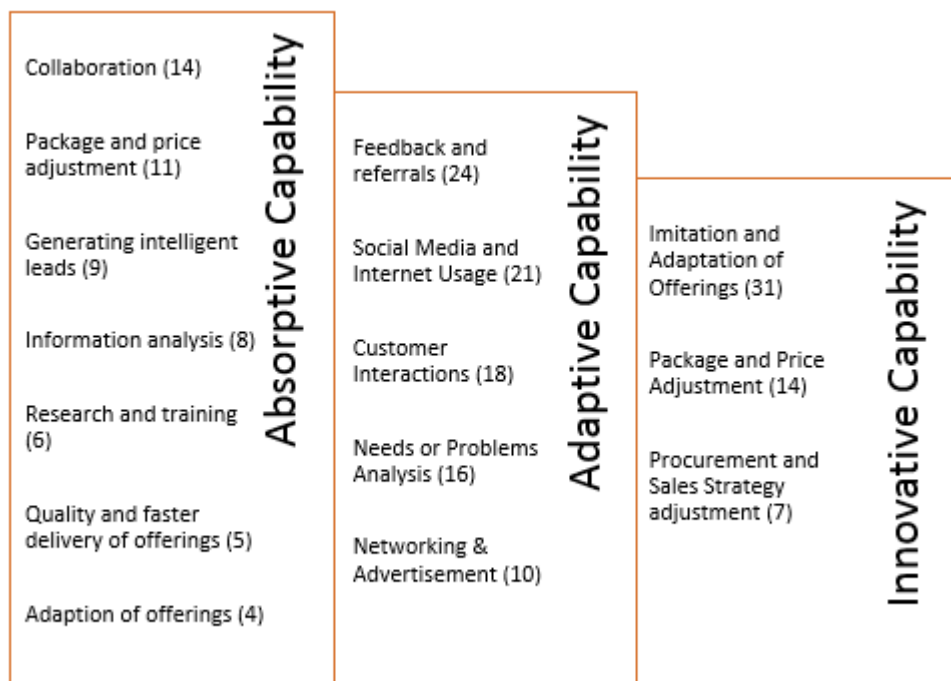 Collaboration (14)
Package and price
adjustment (11)
Generating intelligent
leads (9)
Information analysis (8)
Research and training
(6)
Quality and faster
delivery of offerings (5)
Adaption of offerings (4)
Absorptive Capability
Feedback and
referrals (24)
Social Media and
Internet Usage (21)
Customer
Interactions (18)
Needs or Problems
Analysis (16)
Networking &
Advertisement (10)
Adaptive Capability
Imitation and
Adaptation of
Offerings (31)
Package and Price
Adjustment (14)
Procurement and
Sales Strategy
adjustment (7)
Innovative Capability